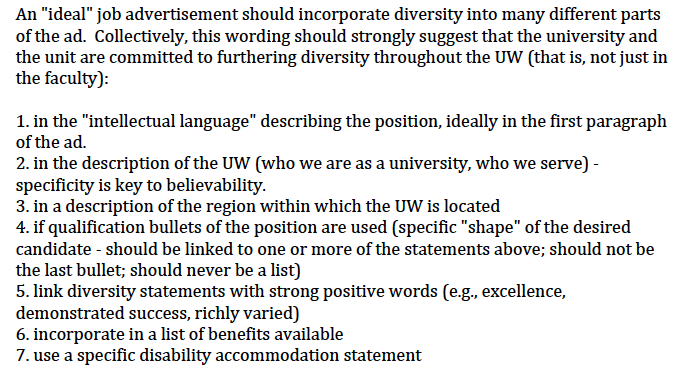 An "ideal" job advertisement should incorporate diversity into many different parts
of the ad.  Collectively, this wording should strongly suggest that the university and
the unit are committed to furthering diversity throughout the UW (that is, not just in
the faculty):
1. in the "intellectual language" describing the position, ideally in the first paragraph
of the ad.
2. in the description of the UW (who we are as a university, who we serve) -
specificity is key to believability.
3. in a description of the region within which the UW is located
4. if qualification bullets of the position are used (specific "shape" of the desired
candidate - should be linked to one or more of the statements above; should not be
the last bullet; should never be a list)
5. link diversity statements with strong positive words (e.g., excellence,
demonstrated success, richly varied)
6. incorporate in a list of benefits available
7. use a specific disability accommodation statement